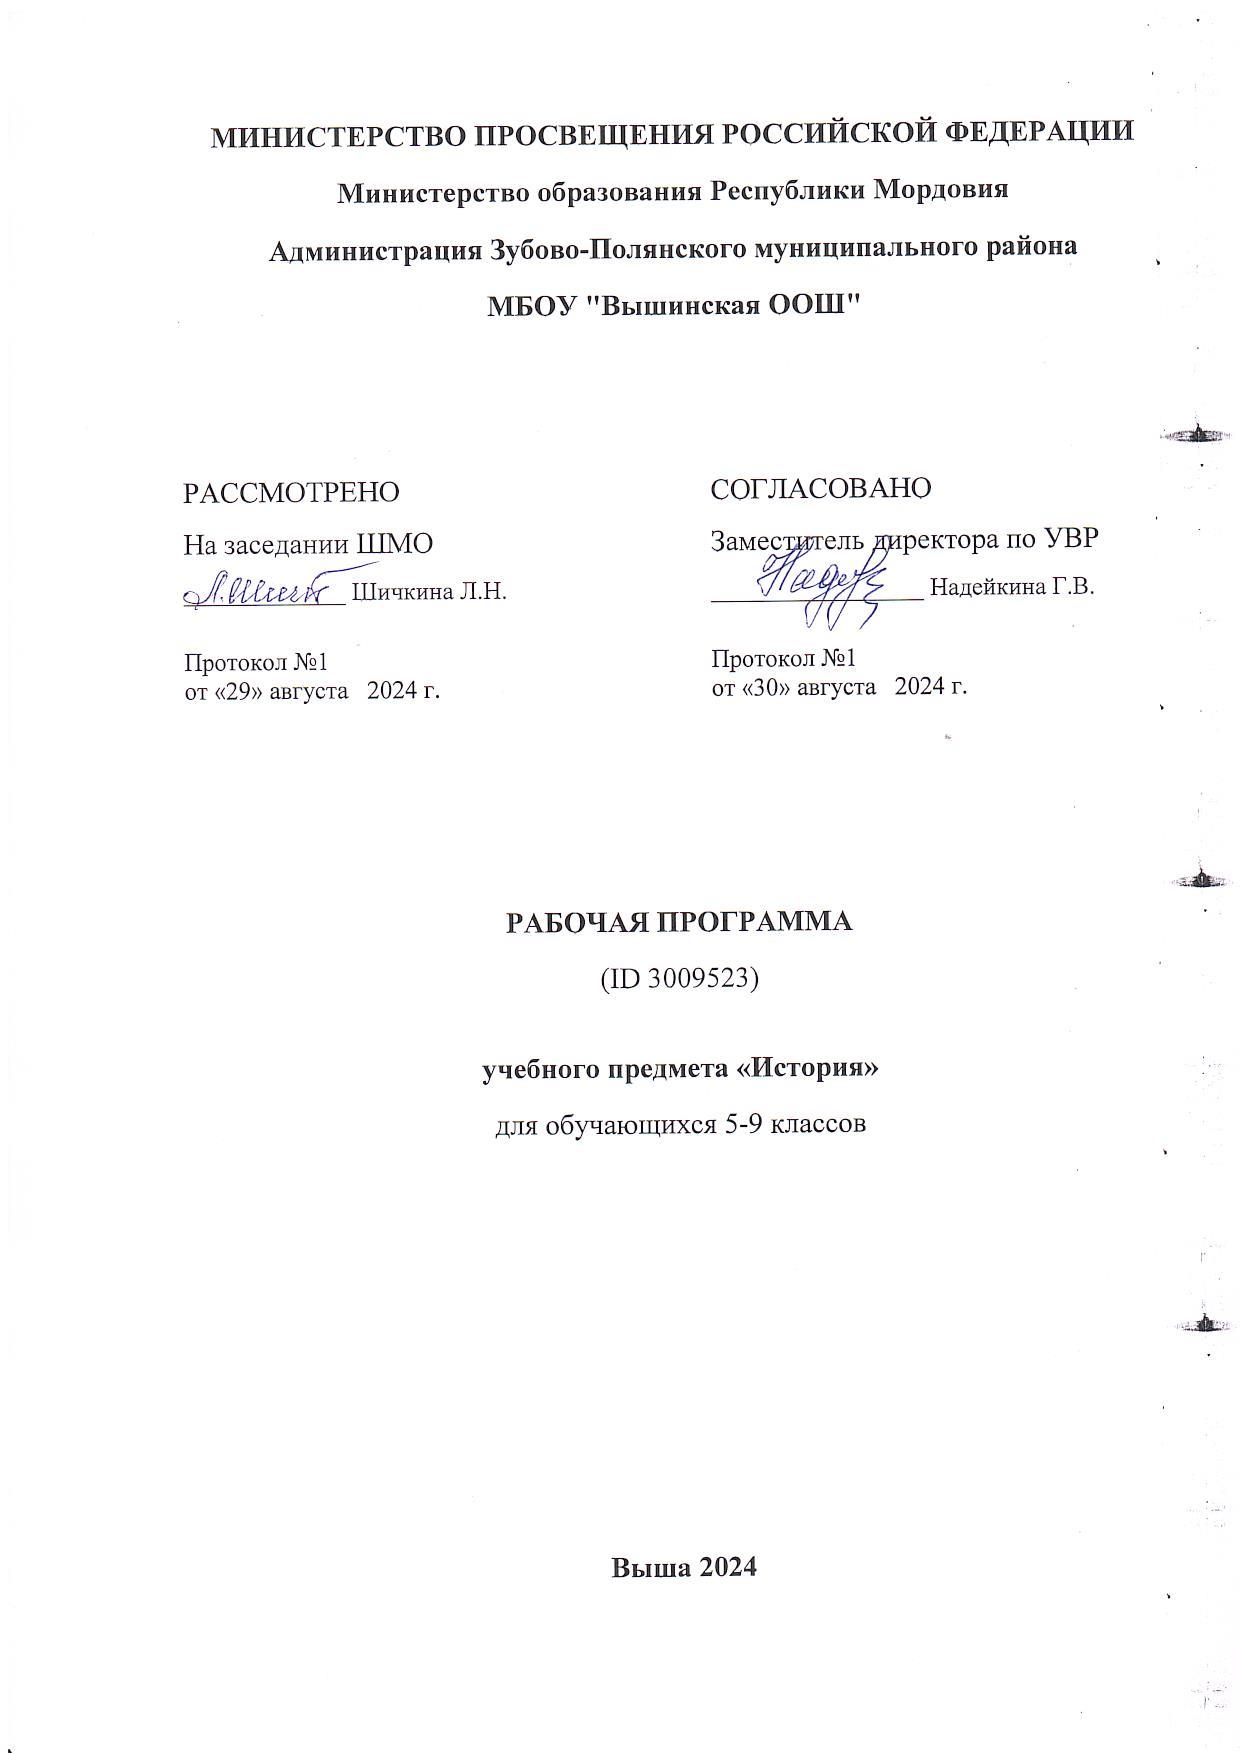 МИНИСТЕРСТВО ПРОСВЕЩЕНИЯ РОССИЙСКОЙ ФЕДЕРАЦИИ
Министерство образования Республики Мордовия
Администрация Зубово-Полянского муниципального района
МБОУ "Вышинская ООШ"
РАССМОТРЕНО
На заседании ШМО
Шичкина Л.Н.
Протокол №1
от «29» августа 2024 г.
СОГЛАСОВАНО
Заместитель директора по УВР
Надейкина Г.В.
Протокол №1
от «30» августа 2024 г.
РАБОЧАЯ ПРОГРАММА
(ID 3009523)
учебного предмета «История»
для обучающихся 5-9 классов
Выша 2024